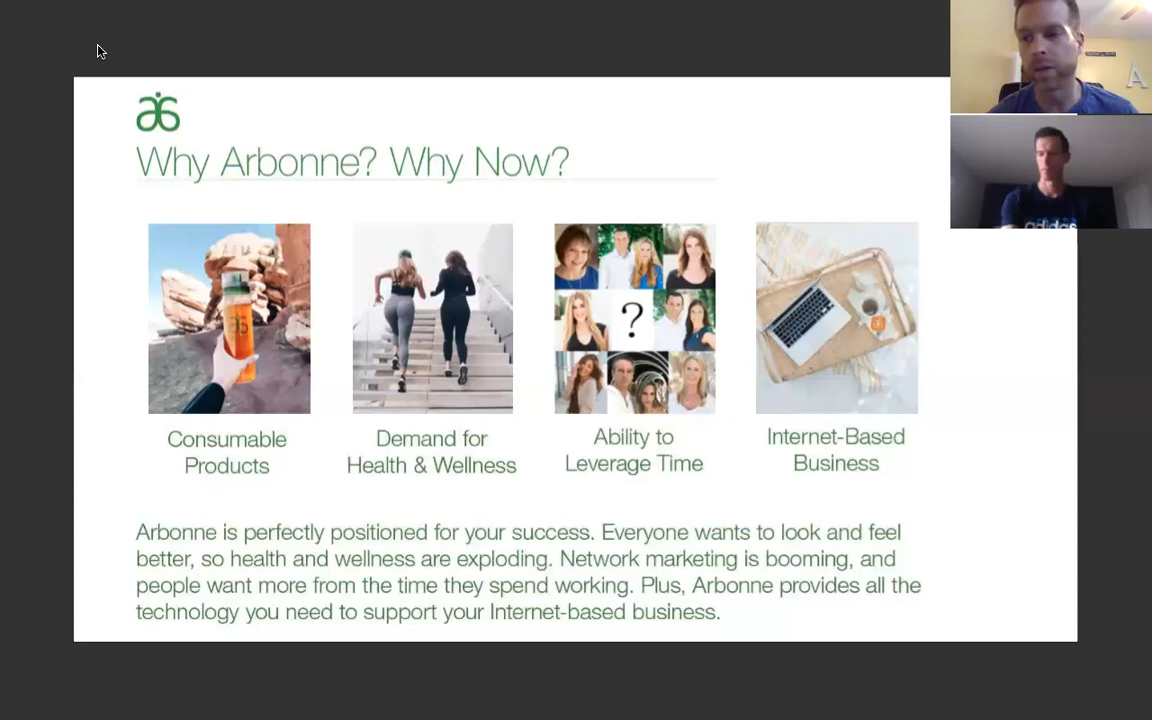 Why Arbonne? Why Now?
?
Consumable
Products
Demand for
Health & Wellness
Ability to
Leverage Time
Internet-Based
Business
Arbonne is perfectly positioned for your success. Everyone wants to look and feel
better, so health and wellness are exploding. Network marketing is booming, and
people want more from the time they spend working. Plus, Arbonne provides all the
technology you need to support your Internet-based business.
A
adidas